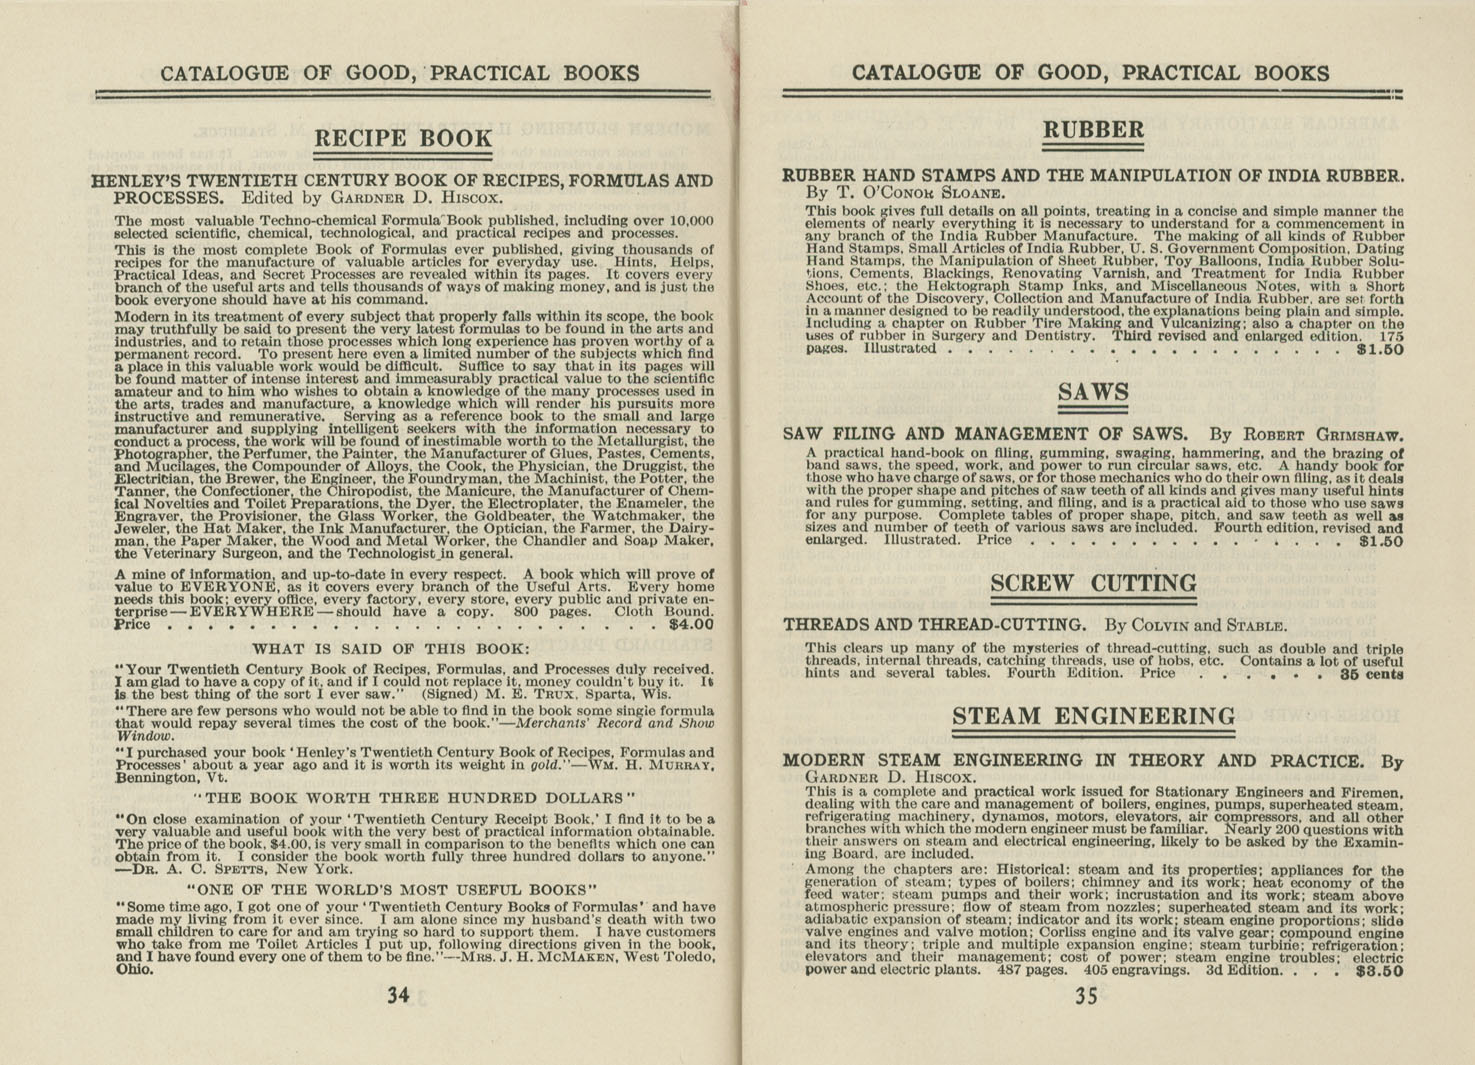 CATALOGUE OF GOOD, PRACTICAL BOOKS
RECIPE BOOK
HENLEY'S TWENTIETH CENTURY BOOK OF RECIPES, FORMULAS AND
PROCESSES. Edited by GARDNER D. HISCOX.
The most valuable Techno-chemical Formula Book published, including over 10,000
selected scientific, chemical, technological, and practical recipes and processes.
This is the most complete Book of Formulas ever published, giving thousands of
recipes for the manufacture of valuable articles for everyday use. Hints, Helps,
Practical Ideas, and Secret Processes are revealed within its pages. It covers every
branch of the useful arts and tells thousands of ways of making money, and is just the
book everyone should have at his command.
Modern in its treatment of every subject that properly falls within its scope, the book
may truthfully be said to present the very latest formulas to be found in the arts and
industries, and to retain those processes which long experience has proven worthy of a
permanent record. To present here even a limited number of the subjects which find
a place in this valuable work would be difficult. Suffice to say that in its pages will
be found matter of intense interest and immeasurably practical value to the scientific
amateur and to him who wishes to obtain a knowledge of the many processes used in
the arts, trades and manufacture, a knowledge which will render his pursuits more
instructive and remunerative. Serving as a reference book to the small and large
manufacturer and supplying intelligent seekers with the information necessary to
conduct a process, the work will be found of inestimable worth to the Metallurgist, the
Photographer, the Perfumer, the Painter, the Manufacturer of Glues, Pastes, Cements,
and Mucilages, the Compounder of Alloys, the Cook, the Physician, the Druggist, the
Electrician, the Brewer, the Engineer, the Foundryman, the Machinist, the Potter, the
Tanner, the Confectioner, the Chiropodist, the Manicure, the Manufacturer of Chem-
ical Novelties and Toilet Preparations, the Dyer, the Electroplater, the Enameler, the
Engraver, the Provisioner, the Glass Worker, the Goldbeater, the Watchmaker, the
Jeweler, the Hat Maker, the Ink Manufacturer, the Optician, the Farmer, the Dairy-
man, the Paper Maker, the Wood and Metal Worker, the Chandler and Soap Maker,
the Veterinary Surgeon, and the Technologist in general.
A mine of information, and up-to-date in every respect. A book which will prove of
value to EVERYONE, as it covers every branch of the Useful Arts. Every home
needs this book; every office, every factory, every store, every public and private en-
terprise—EVERYWHERE—should have a copy. 800 pages. Cloth Bound.
Price . . . . . . . . . . . . . . . . . . . . . . . . . . $4.00
WHAT IS SAID OF THIS BOOK:
"Your Twentieth Century Book of Recipes, Formulas, and Processes duly received.
I am glad to have a copy of it, and if I could not replace it, money couldn't buy it. It
is the best thing of the sort I ever saw." (Signed) M. E. TRUX, Sparta, Wis.
"There are few persons who would not be able to find in the book some single formula
that would repay several times the cost of the book."—Merchants' Record and Show
Window.
"I purchased your book 'Henley's Twentieth Century Book of Recipes, Formulas and
Processes' about a year ago and it is worth its weight in gold."—WM. H. MURRAY,
Bennington, Vt.
"THE BOOK WORTH THREE HUNDRED DOLLARS"
"On close examination of your 'Twentieth Century Receipt Book,' I find it to be a
very valuable and useful book with the very best of practical information obtainable.
The price of the book, $4.00, is very small in comparison to the benefits which one can
obtain from it. I consider the book worth fully three hundred dollars to anyone."
—DR. A. C. SPETTS, New York.
"ONE OF THE WORLD'S MOST USEFUL BOOKS"
"Some time ago, I got one of your 'Twentieth Century Books of Formulas' and have
made my living from it ever since. I am alone since my husband's death with two
small children to care for and am trying so hard to support them. I have customers
who take from me Toilet Articles I put up, following directions given in the book,
and I have found every one of them to be fine."—MRS. J. H. MCMAKEN, West Toledo,
Ohio.
34
CATALOGUE OF GOOD, PRACTICAL BOOKS
RUBBER
RUBBER HAND STAMPS AND THE MANIPULATION OF INDIA RUBBER.
By T. O'CONOR SLOANE.
This book gives full details on all points, treating in a concise and simple manner the
elements of nearly everything it is necessary to understand for a commencement in
any branch of the India Rubber Manufacture. The making of all kinds of Rubber
Hand Stamps, Small Articles of India Rubber, U. S. Government Composition, Dating
Hand Stamps, the Manipulation of Sheet Rubber, Toy Balloons, India Rubber Solu-
tions, Cements, Blackings, Renovating Varnish, and Treatment for India Rubber
Shoes, etc.; the Hektograph Stamp Inks, and Miscellaneous Notes, with a Short
Account of the Discovery, Collection and Manufacture of India Rubber, are set forth
in a manner designed to be readily understood, the explanations being plain and simple.
Including a chapter on Rubber Tire Making and Vulcanizing; also a chapter on the
uses of rubber in Surgery and Dentistry. Third revised and enlarged edition. 175
pages. Illustrated . . . . . . . . . . . . . . . . . . . . $1.50
SAWS
SAW FILING AND MANAGEMENT OF SAWS. By ROBERT GRIMSHAW.
A practical hand-book on filing, gumming, swaging, hammering, and the brazing of
band saws, the speed, work, and power to run circular saws, etc. A handy book for
those who have charge of saws, or for those mechanics who do their own filing, as it deals
with the proper shape and pitches of saw teeth of all kinds and gives many useful hints
and rules for gumming, setting, and filing, and is a practical aid to those who use saws
for any purpose. Complete tables of proper shape, pitch, and saw teeth as well as
sizes and number of teeth of various saws are included. Fourth edition, revised and
enlarged. Illustrated. Price . . . . . . . . . . . . . . . $1.50
SCREW CUTTING
THREADS AND THREAD-CUTTING. By COLVIN and STABLE.
This clears up many of the mysteries of thread-cutting, such as double and triple
threads, internal threads, catching threads, use of hobs, etc. Contains a lot of useful
hints and several tables. Fourth Edition. Price . . . . . . 35 cents
STEAM ENGINEERING
MODERN STEAM ENGINEERING IN THEORY AND PRACTICE. By
GARDNER D. HISCOX.
This is a complete and practical work issued for Stationary Engineers and Firemen,
dealing with the care and management of boilers, engines, pumps, superheated steam,
refrigerating machinery, dynamos, motors, elevators, air compressors, and all other
branches with which the modern engineer must be familiar. Nearly 200 questions with
their answers on steam and electrical engineering, likely to be asked by the Examin-
ing Board, are included.
Among the chapters are: Historical: steam and its properties; appliances for the
generation of steam; types of boilers; chimney and its work; heat economy of the
feed water; steam pumps and their work; incrustation and its work; steam above
atmospheric pressure; flow of steam from nozzles; superheated steam and its work;
adiabatic expansion of steam; indicator and its work; steam engine proportions; slide
valve engines and valve motion; Corliss engine and its valve gear; compound engine
and its theory; triple and multiple expansion engine; steam turbine; refrigeration;
elevators and their management; cost of power; steam engine troubles; electric
power and electric plants. 487 pages. 405 engravings. 3d Edition. . . . $3.50
35